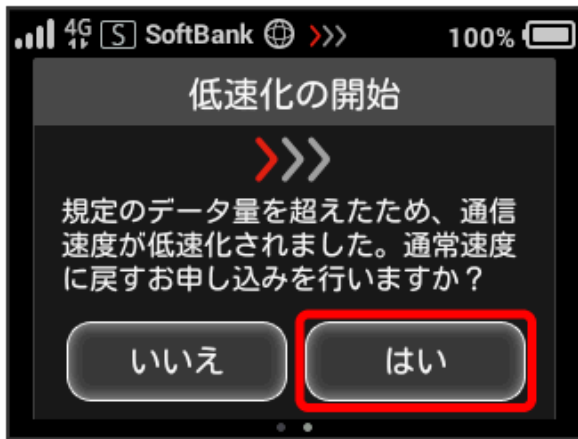 4G S SoftBank 100%
低速化の開始
規定のデータ量を超えたため、通信
速度が低速化されました。通常速度
に戻すお申し込みを行いますか？
いいえ はい